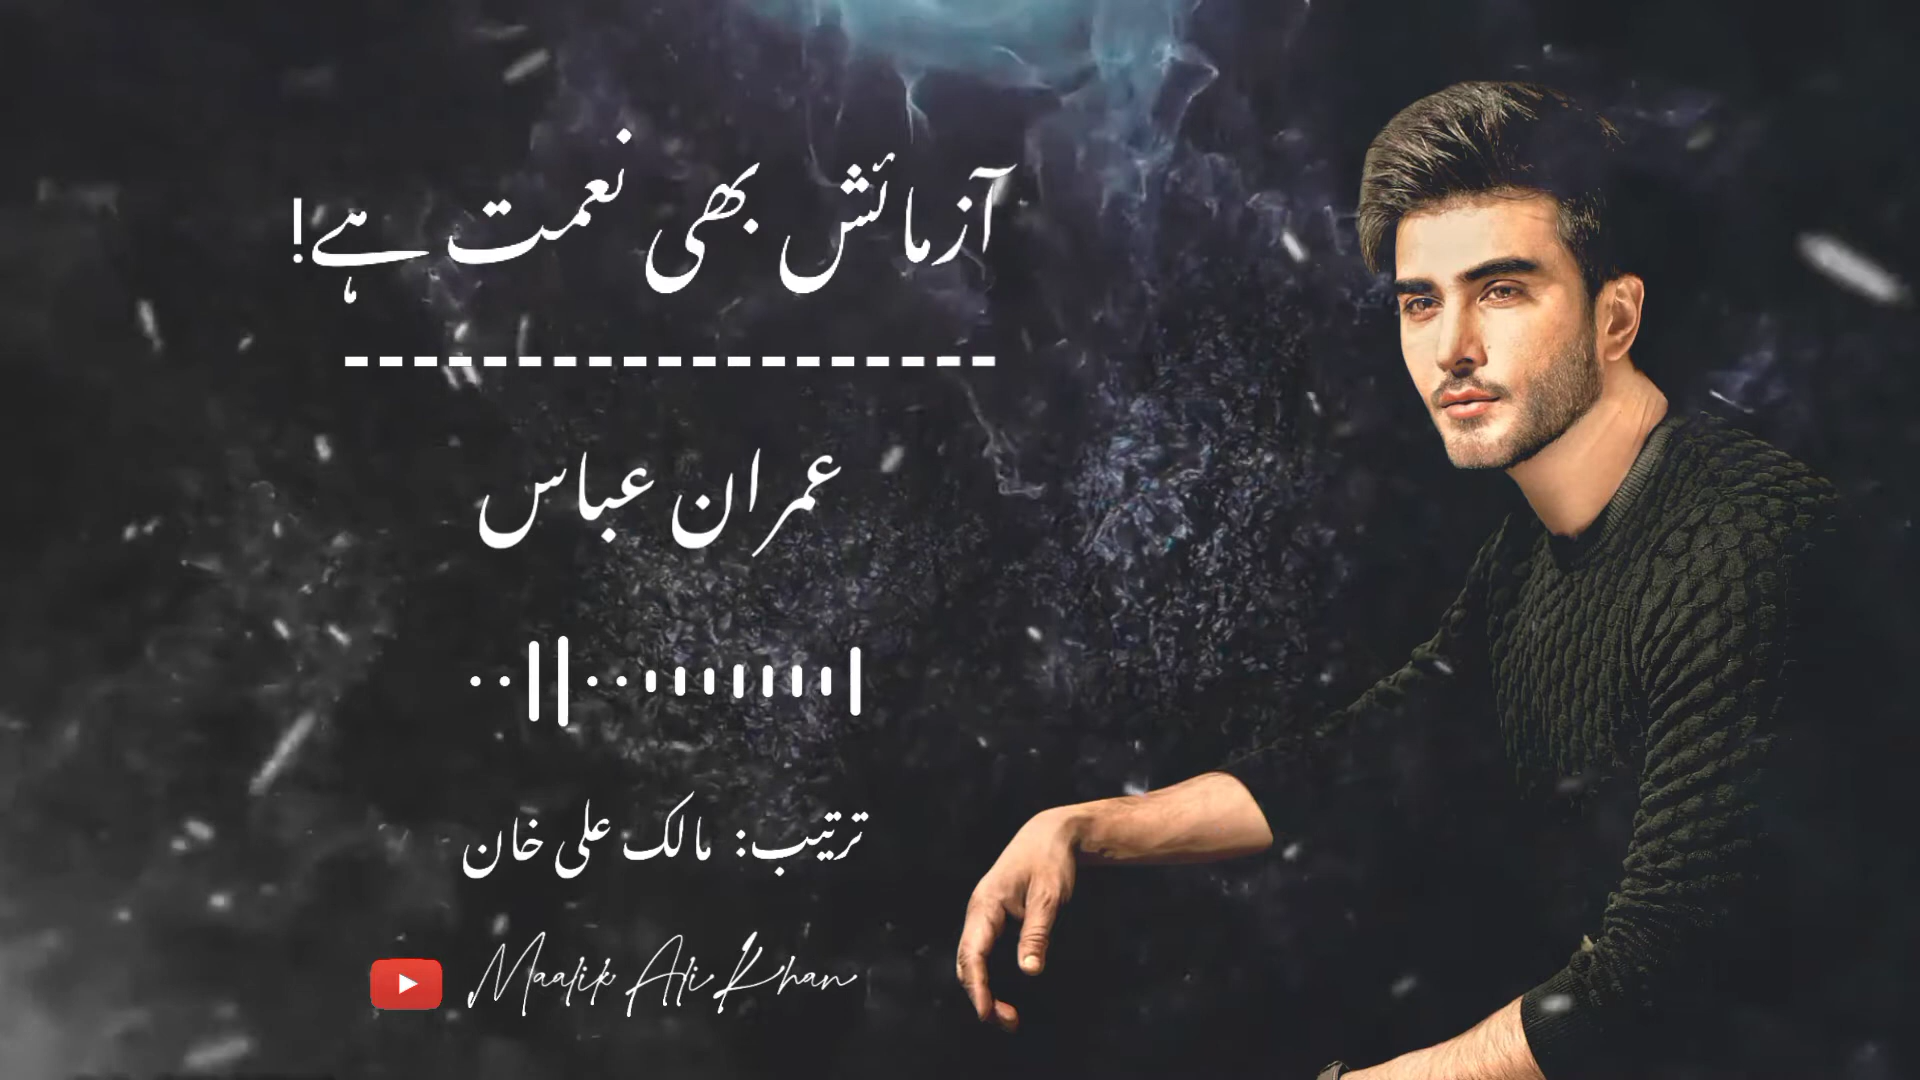 آزمائش بھی نعمت ہے!
عمران عباس
ترتیب: مالک علی خان
Maalik Ali Khan